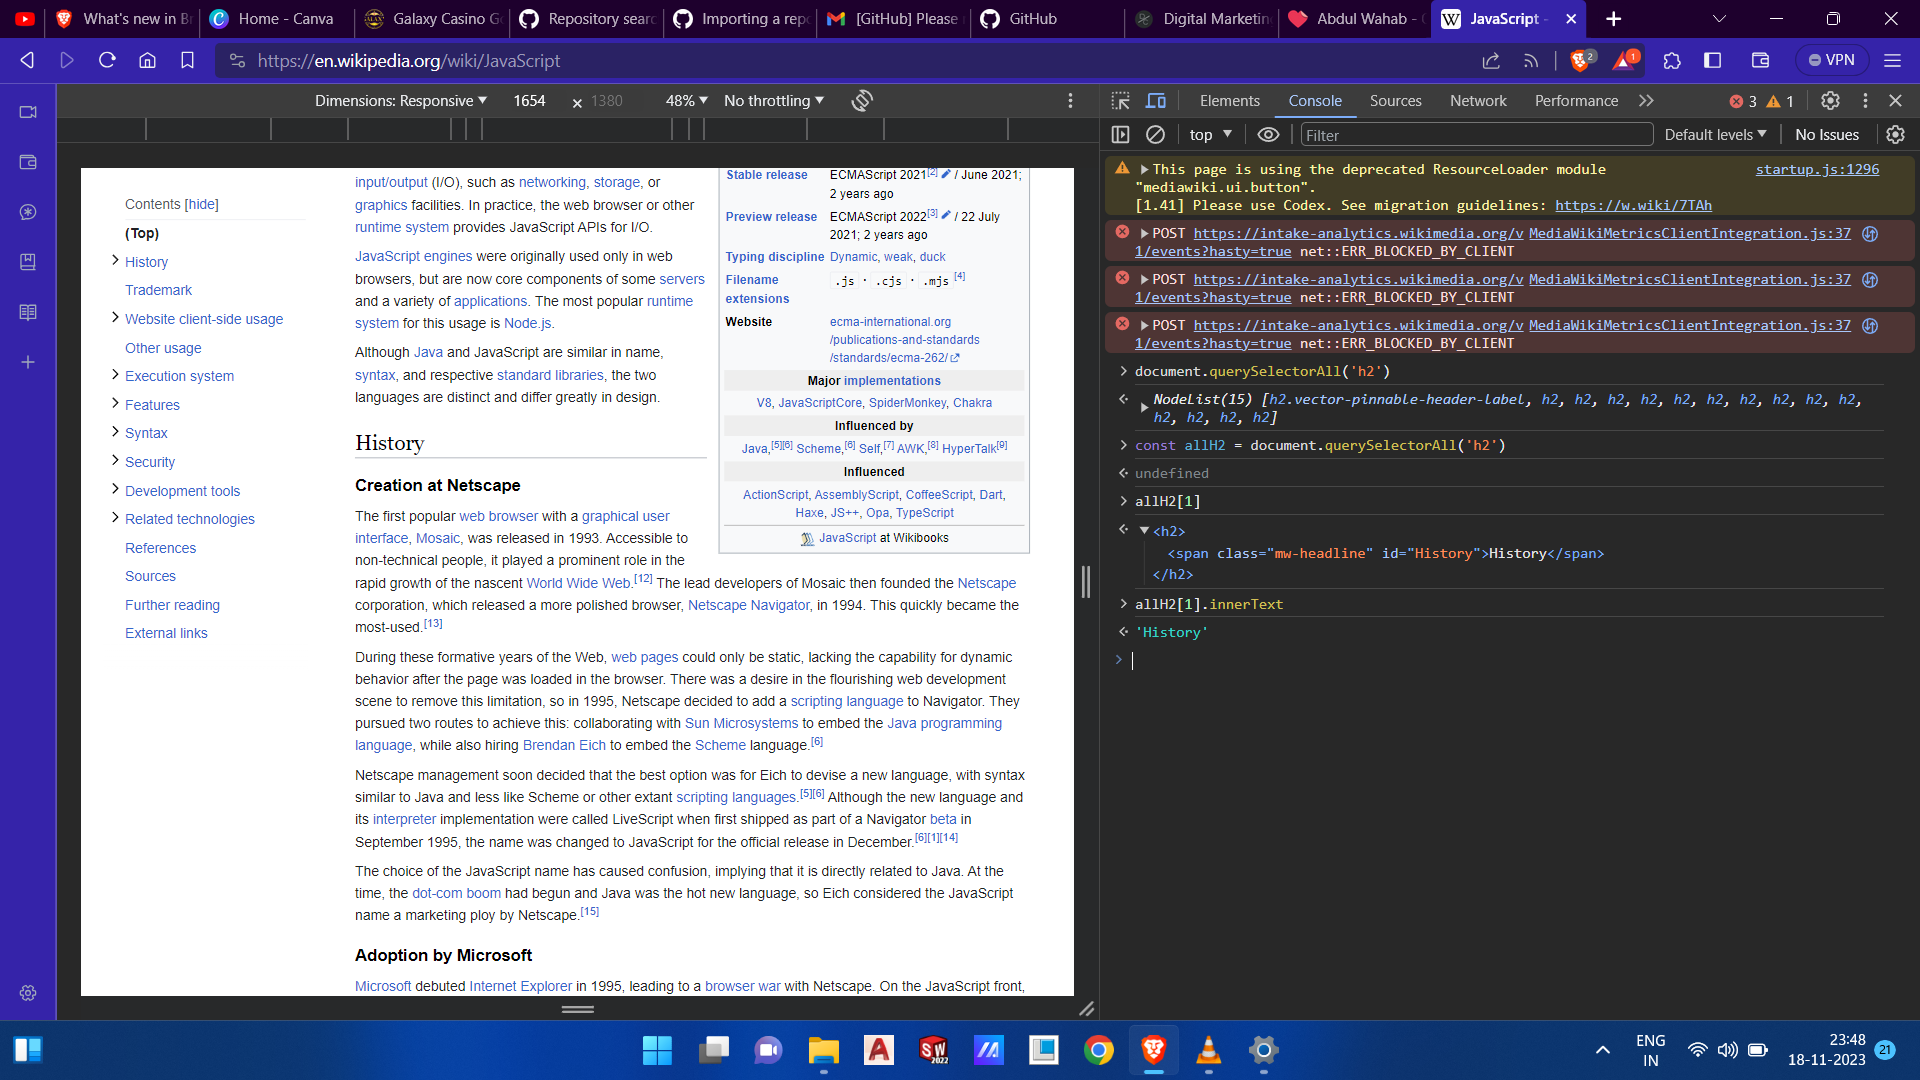 What's new in Br
Home - Canva
Galaxy Casino Go
Repository searc
Importing a repo
[GitHub] Please
GitHub
Digital Marketin
Abdul Wahab -
JavaScript -
https://en.wikipedia.org/wiki/JavaScript
2
1
VPN
Dimensions: Responsive
1654
×
1380
48%
No throttling
Elements
Console
Sources
Network
Performance
3
1
top
Filter
Default levels
No Issues
Contents [hide]
(Top)
History
Trademark
Website client-side usage
Other usage
Execution system
Features
Syntax
Security
Development tools
Related technologies
References
Sources
Further reading
External links
input/output (I/O), such as networking, storage, or
graphics facilities. In practice, the web browser or other
runtime system provides JavaScript APIs for I/O.
JavaScript engines were originally used only in web
browsers, but are now core components of some servers
and a variety of applications. The most popular runtime
system for this usage is Node.js.
Although Java and JavaScript are similar in name,
syntax, and respective standard libraries, the two
languages are distinct and differ greatly in design.
History
Creation at Netscape
The first popular web browser with a graphical user
interface, Mosaic, was released in 1993. Accessible to
non-technical people, it played a prominent role in the
rapid growth of the nascent World Wide Web.[12] The lead developers of Mosaic then founded the Netscape
corporation, which released a more polished browser, Netscape Navigator, in 1994. This quickly became the
most-used.[13]
During these formative years of the Web, web pages could only be static, lacking the capability for dynamic
behavior after the page was loaded in the browser. There was a desire in the flourishing web development
scene to remove this limitation, so in 1995, Netscape decided to add a scripting language to Navigator. They
pursued two routes to achieve this: collaborating with Sun Microsystems to embed the Java programming
language, while also hiring Brendan Eich to embed the Scheme language.[6]
Netscape management soon decided that the best option was for Eich to devise a new language, with syntax
similar to Java and less like Scheme or other extant scripting languages.[5][6] Although the new language and
its interpreter implementation were called LiveScript when first shipped as part of a Navigator beta in
September 1995, the name was changed to JavaScript for the official release in December.[6][1][14]
The choice of the JavaScript name has caused confusion, implying that it is directly related to Java. At the
time, the dot-com boom had begun and Java was the hot new language, so Eich considered the JavaScript
name a marketing ploy by Netscape.[15]
Adoption by Microsoft
Microsoft debuted Internet Explorer in 1995, leading to a browser war with Netscape. On the JavaScript front,
Stable release
ECMAScript 2021[2] / June 2021;
2 years ago
Preview release
ECMAScript 2022[3] / 22 July
2021; 2 years ago
Typing discipline
Dynamic, weak, duck
Filename
extensions
.js · .cjs · .mjs [4]
Website
ecma-international.org
/publications-and-standards
/standards/ecma-262/
Major implementations
V8, JavaScriptCore, SpiderMonkey, Chakra
Influenced by
Java,[5][6] Scheme,[6] Self,[7] AWK,[8] HyperTalk[9]
Influenced
ActionScript, AssemblyScript, CoffeeScript, Dart,
Haxe, JS++, Opa, TypeScript
JavaScript at Wikibooks
This page is using the deprecated ResourceLoader module
startup.js:1296
"mediawiki.ui.button".
[1.41] Please use Codex. See migration guidelines: https://w.wiki/7TAh
POST https://intake-analytics.wikimedia.org/v MediaWikiMetricsClientIntegration.js:37
1/events?hasty=true net::ERR_BLOCKED_BY_CLIENT
POST https://intake-analytics.wikimedia.org/v MediaWikiMetricsClientIntegration.js:37
1/events?hasty=true net::ERR_BLOCKED_BY_CLIENT
POST https://intake-analytics.wikimedia.org/v MediaWikiMetricsClientIntegration.js:37
1/events?hasty=true net::ERR_BLOCKED_BY_CLIENT
document.querySelectorAll('h2')
NodeList(15) [h2.vector-pinnable-header-label, h2, h2, h2, h2, h2, h2, h2, h2, h2, h2,
h2, h2, h2, h2]
const allH2 = document.querySelectorAll('h2')
undefined
allH2[1]
<h2>
<span class="mw-headline" id="History">History</span>
</h2>
allH2[1].innerText
'History'
SW
2022
ENG
IN
23:48
18-11-2023
21